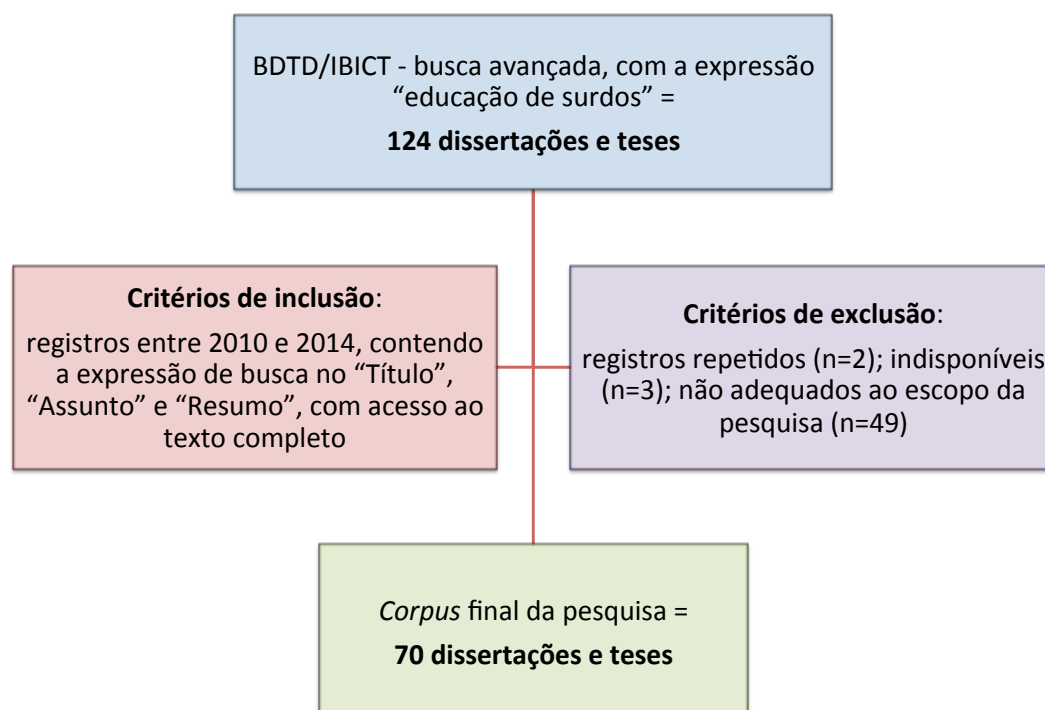 BDTD/IBICT - busca avançada, com a expressão
“educação de surdos” =
124 dissertações e teses
Critérios de inclusão:
registros entre 2010 e 2014, contendo
a expressão de busca no “Título”,
“Assunto” e “Resumo”, com acesso ao
texto completo
Critérios de exclusão:
registros repetidos (n=2); indisponíveis
(n=3); não adequados ao escopo da
pesquisa (n=49)
Corpus final da pesquisa =
70 dissertações e teses